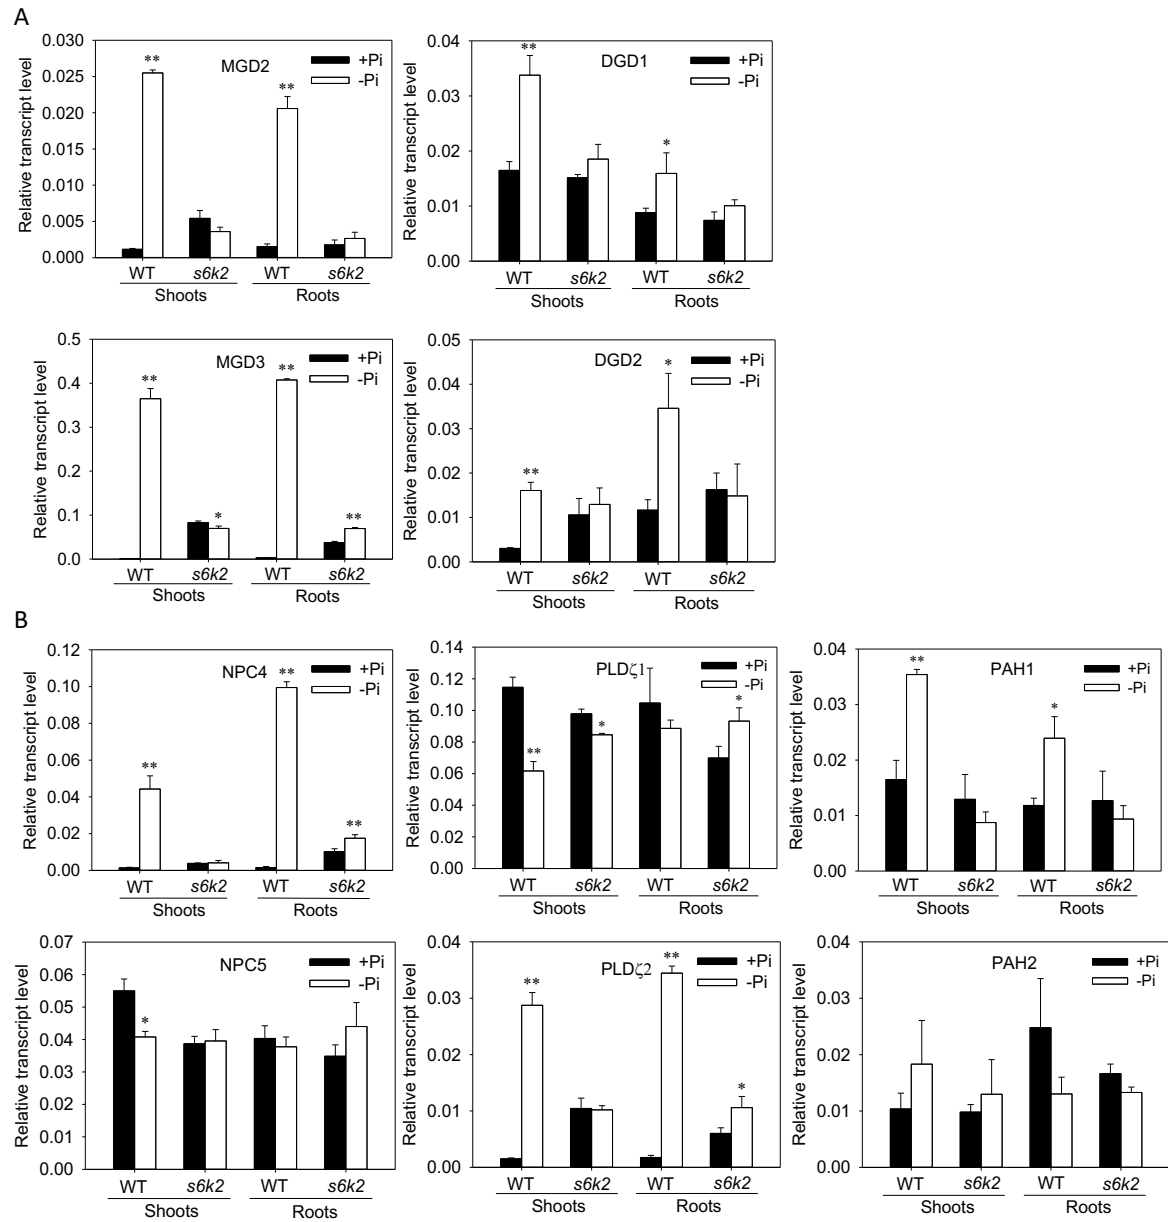 A
MGD2
+Pi
-Pi
Relative transcript level
0.030
0.025
0.020
0.015
0.010
0.005
0.000
**
**
WT
s6k2
WT
s6k2
Shoots
Roots
DGD1
+Pi
-Pi
Relative transcript level
0.04
0.03
0.02
0.01
0.00
**
*
WT
s6k2
WT
s6k2
Shoots
Roots
MGD3
+Pi
-Pi
Relative transcript level
0.5
0.4
0.3
0.2
0.1
0.0
**
*
**
**
WT
s6k2
WT
s6k2
Shoots
Roots
DGD2
+Pi
-Pi
Relative transcript level
0.05
0.04
0.03
0.02
0.01
0.00
**
*
WT
s6k2
WT
s6k2
Shoots
Roots
B
NPC4
+Pi
-Pi
Relative transcript level
0.12
0.10
0.08
0.06
0.04
0.02
0.00
**
**
**
WT
s6k2
WT
s6k2
Shoots
Roots
PLDζ1
+Pi
-Pi
Relative transcript level
0.14
0.12
0.10
0.08
0.06
0.04
0.02
0.00
**
*
*
WT
s6k2
WT
s6k2
Shoots
Roots
PAH1
+Pi
-Pi
Relative transcript level
0.04
0.03
0.02
0.01
0.00
**
*
WT
s6k2
WT
s6k2
Shoots
Roots
NPC5
+Pi
-Pi
Relative transcript level
0.07
0.06
0.05
0.04
0.03
0.02
0.01
0.00
*
WT
s6k2
WT
s6k2
Shoots
Roots
PLDζ2
+Pi
-Pi
Relative transcript level
0.04
0.03
0.02
0.01
0.00
**
**
*
WT
s6k2
WT
s6k2
Shoots
Roots
PAH2
+Pi
-Pi
Relative transcript level
0.04
0.03
0.02
0.01
0.00
WT
s6k2
WT
s6k2
Shoots
Roots